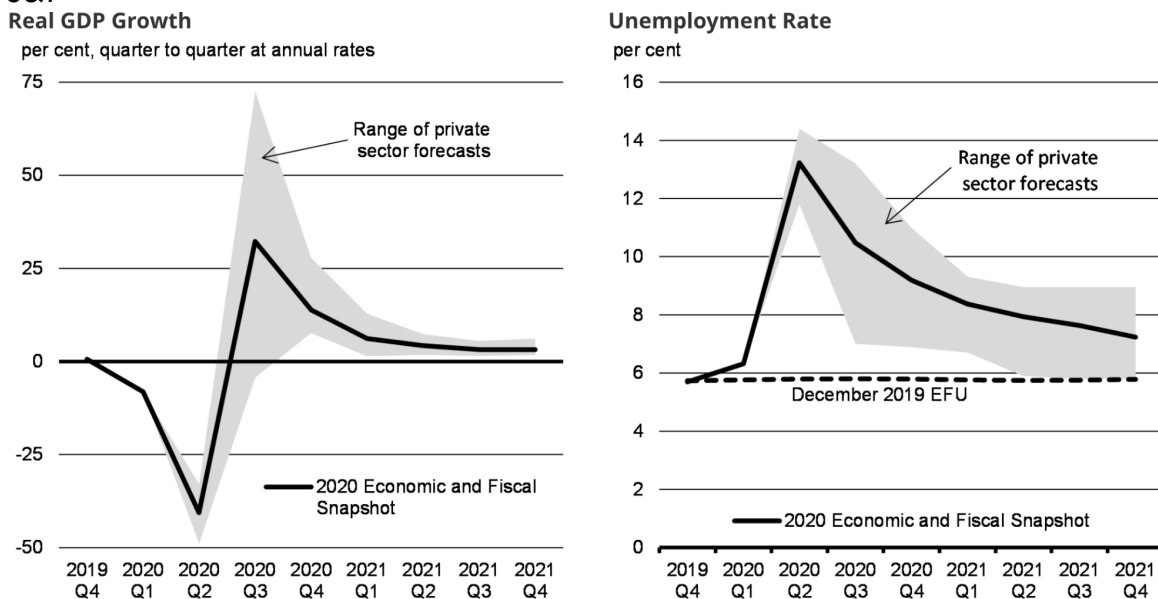 Real GDP Growth
per cent, quarter to quarter at annual rates
75
50
25
0
-25
-50
Range of private
sector forecasts
2020 Economic and Fiscal
Snapshot
2019 2020 2020 2020 2020 2021 2021 2021 2021
Q4 Q1 Q2 Q3 Q4 Q1 Q2 Q3 Q4
Unemployment Rate
per cent
16
14
12
10
8
6
4
2
0
Range of private
sector forecasts
December 2019 EFU
2020 Economic and Fiscal Snapshot
2019 2020 2020 2020 2020 2021 2021 2021 2021
Q4 Q1 Q2 Q3 Q4 Q1 Q2 Q3 Q4